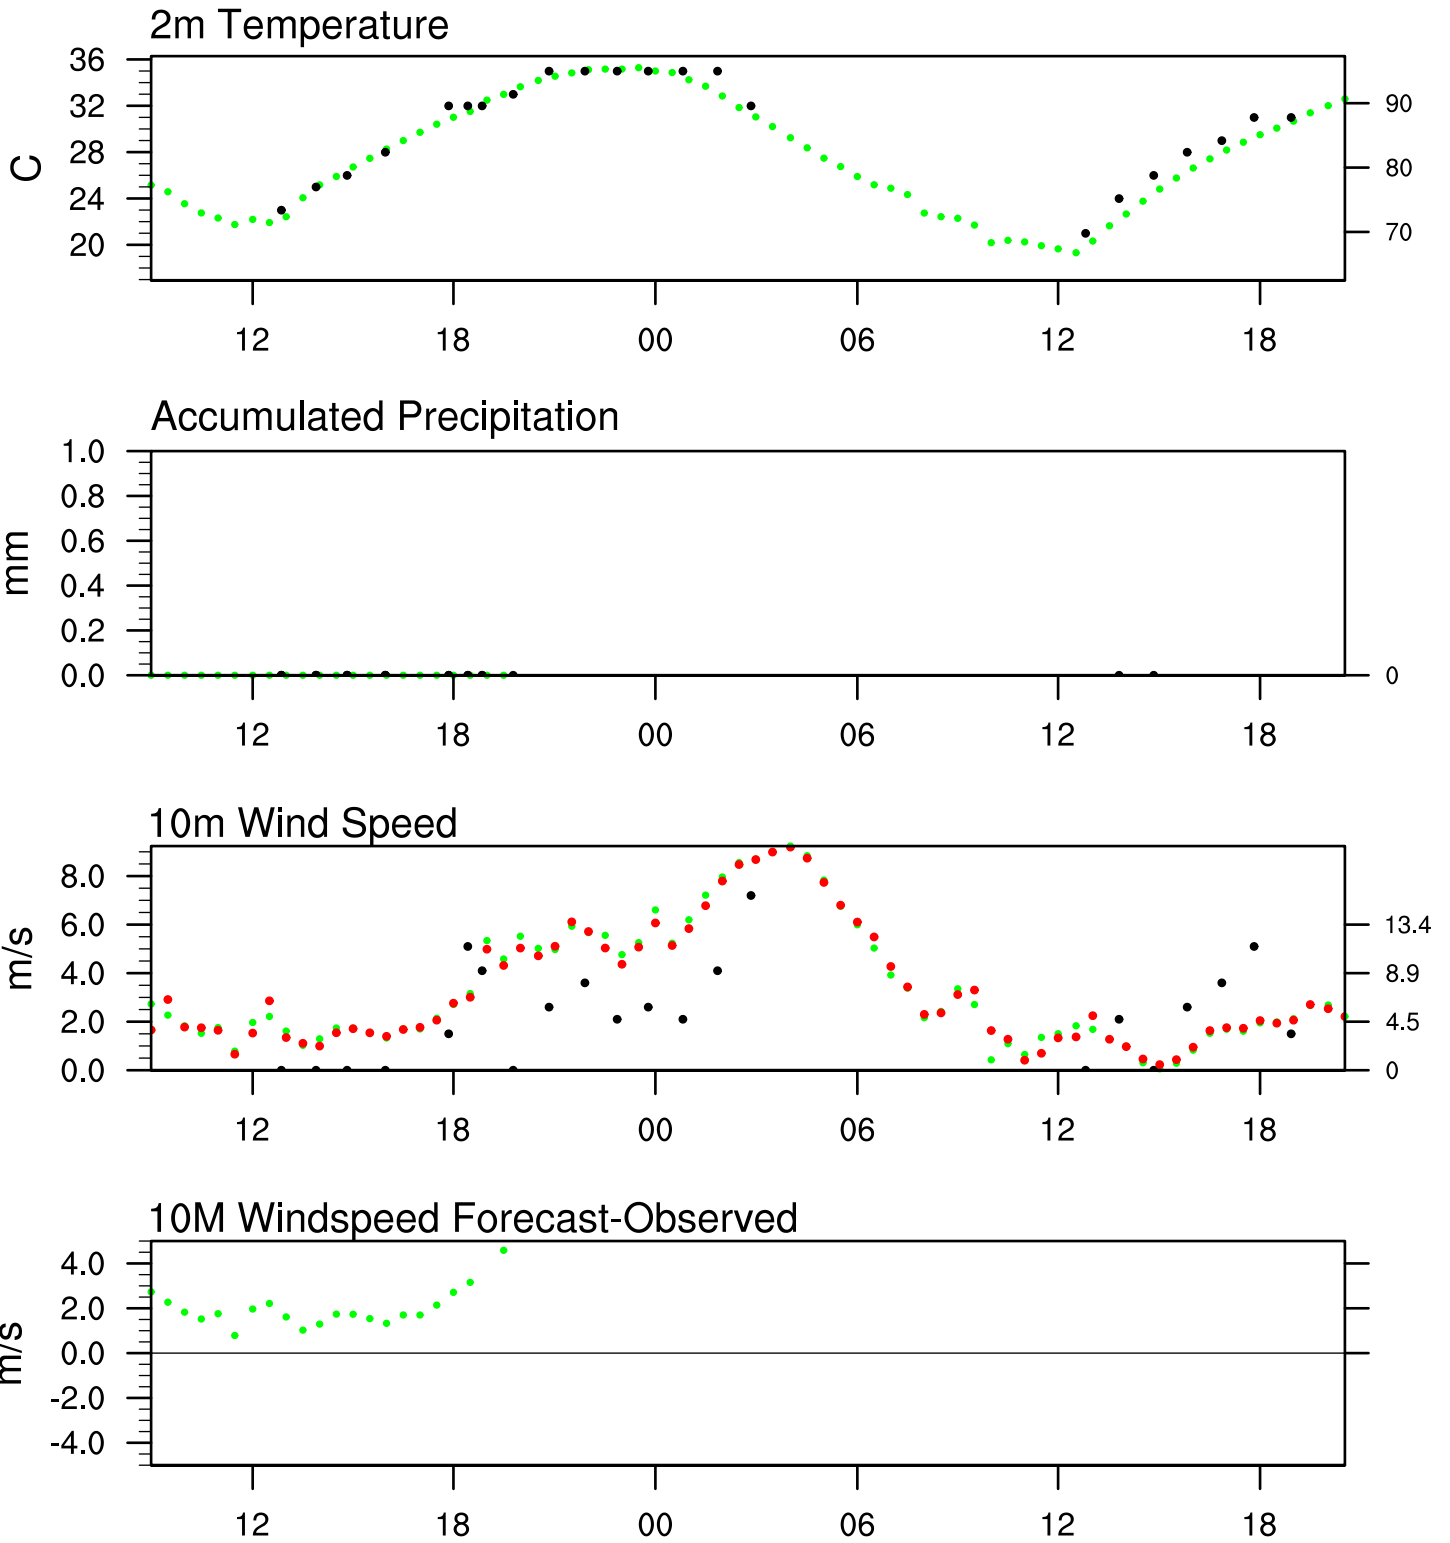 2m Temperature
36
32
28
24
20
C
90
80
70
12 18 00 06 12 18
Accumulated Precipitation
1.0
0.8
0.6
0.4
0.2
0.0
mm
0
12 18 00 06 12 18
10m Wind Speed
8.0
6.0
4.0
2.0
0.0
m/s
13.4
8.9
4.5
0
12 18 00 06 12 18
10M Windspeed Forecast-Observed
4.0
2.0
0.0
-2.0
-4.0
m/s
12 18 00 06 12 18